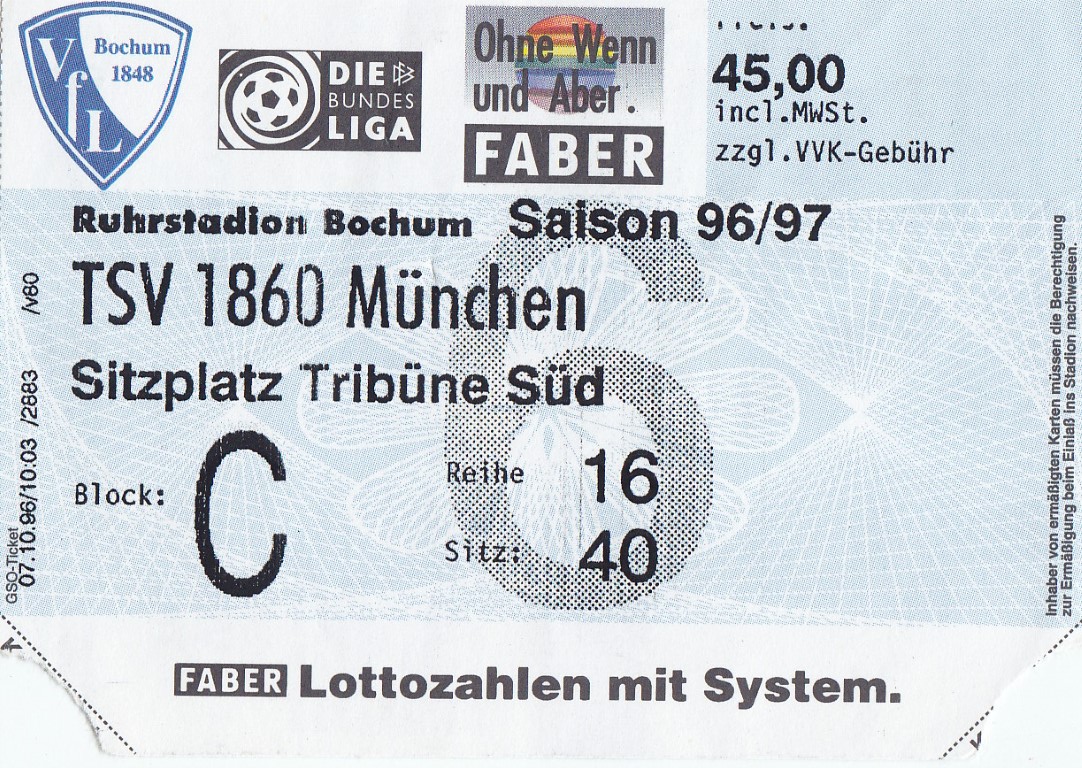 VfL
Bochum
1848
DIE
BUNDES
LIGA
Ohne Wenn
und Aber.
FABER
Preis:
45,00
incl.MWSt.
zzgl.VVK-Gebühr
Ruhrstadion Bochum Saison 96/97
TSV 1860 München
Sitzplatz Tribüne Süd
6
Block: C
Reihe 16
Sitz: 40
GSO-Ticket
07.10.96/10:03 /2883 /v80
Inhaber von ermäßigten Karten müssen die Berechtigung
zur Ermäßigung beim Einlaß ins Stadion nachweisen.
FABER Lottozahlen mit System.